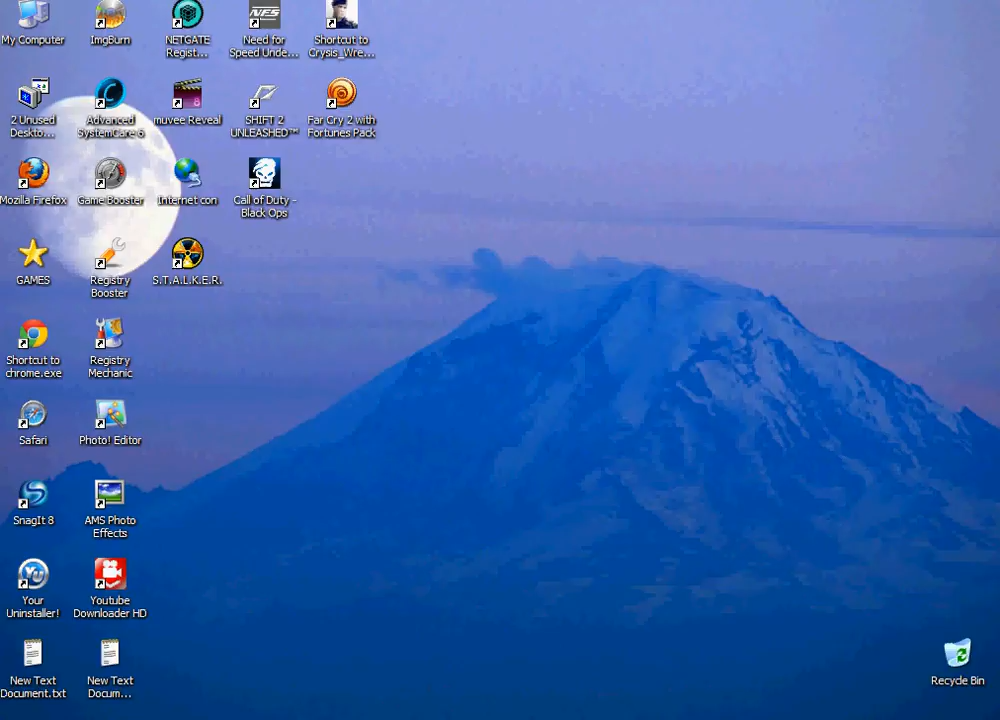 My Computer
ImgBurn
NETGATE
Regist...
NFS
Need for
Speed Unde...
Shortcut to
Crysis_Wre...
2 Unused
Deskto...
Advanced
SystemCare 6
muvee Reveal
SHIFT 2
UNLEASHED™
Far Cry 2 with
Fortunes Pack
Mozilla Firefox
Game Booster
Internet con
Call of Duty -
Black Ops
GAMES
Registry
Booster
S.T.A.L.K.E.R.
Shortcut to
chrome.exe
Registry
Mechanic
Safari
Photo! Editor
SnagIt 8
AMS Photo
Effects
YU
Your
Uninstaller!
Youtube
Downloader HD
New Text
Document.txt
New Text
Docum...
Recycle Bin